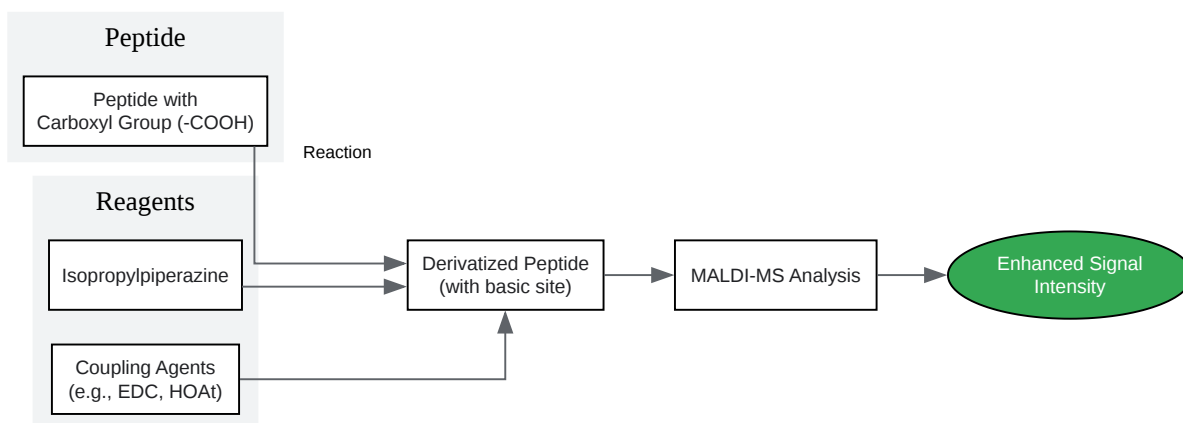 Peptide
Peptide with
Carboxyl Group (-COOH)
Reaction
Reagents
Isopropylpiperazine
Derivatized Peptide
(with basic site)
MALDI-MS Analysis
Enhanced Signal
Intensity
Coupling Agents
(e.g., EDC, HOAt)